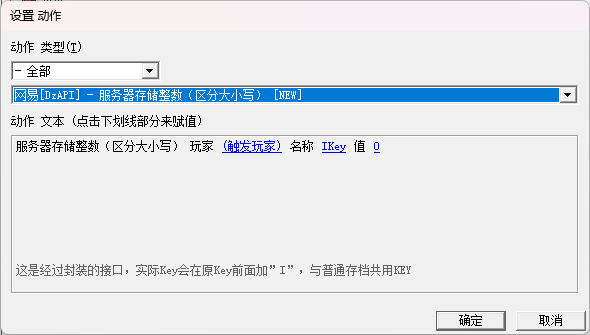 设置 动作
动作 类型(T)
- 全部
网易[DzAPI] - 服务器存储整数（区分大小写） [NEW]
动作 文本 (点击下划线部分来赋值)
服务器存储整数（区分大小写） 玩家 (触发玩家) 名称 IKey 值 0
这是经过封装的接口，实际Key会在原Key前面加”I”，与普通存档共用KEY
确定 取消